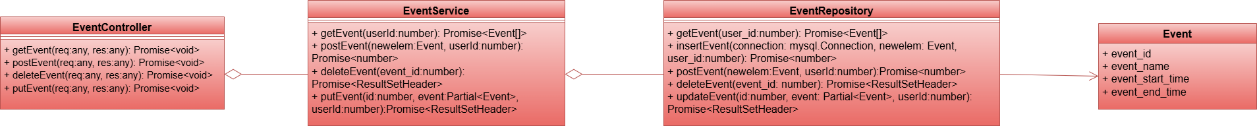 EventController
+ getEvent(req:any, res:any): Promise<void>
+ postEvent(req:any, res:any): Promise<void>
+ deleteEvent(req:any, res:any): Promise<void>
+ putEvent(req:any, res:any): Promise<void>
EventService
+ getEvent(userId:number): Promise<Event[]>
+ postEvent(newelem:Event, userId:number):
Promise<number>
+ deleteEvent(event_id:number):
Promise<ResultSetHeader>
+ putEvent(id:number, event:Partial<Event>,
userId:number):Promise<ResultSetHeader>
EventRepository
+ getEvent(user_id:number): Promise<Event[]>
+ insertEvent(connection: mysql.Connection, newelem: Event,
user_id:number): Promise<number>
+ postEvent(newelem:Event, userId:number):Promise<number>
+ deleteEvent(event_id: number): Promise<ResultSetHeader>
+ updateEvent(id:number, event: Partial<Event>, userId:number):
Promise<ResultSetHeader>
Event
+ event_id
+ event_name
+ event_start_time
+ event_end_time